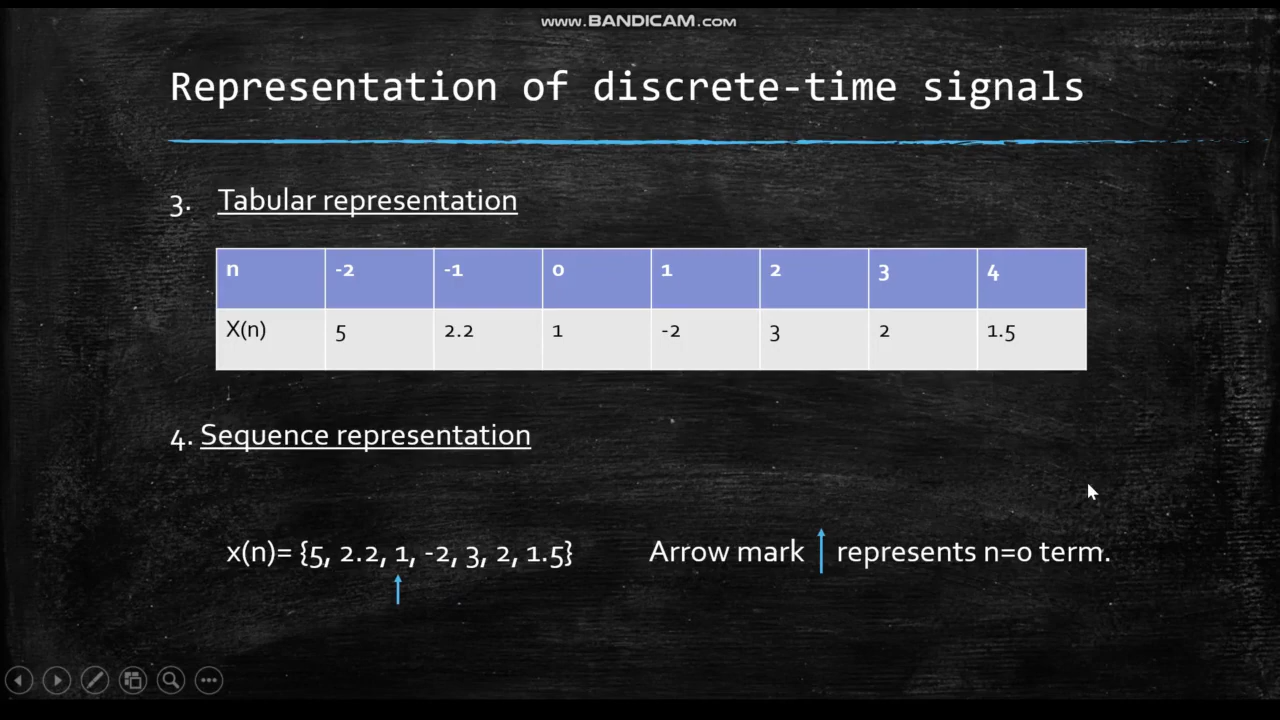 www.BANDICAM.com
Representation of discrete-time signals
3. Tabular representation
n -2 -1 0 1 2 3 4
X(n) 5 2.2 1 -2 3 2 1.5
4. Sequence representation
x(n)= {5, 2.2, 1, -2, 3, 2, 1.5} Arrow mark ↑ represents n=0 term.
↑